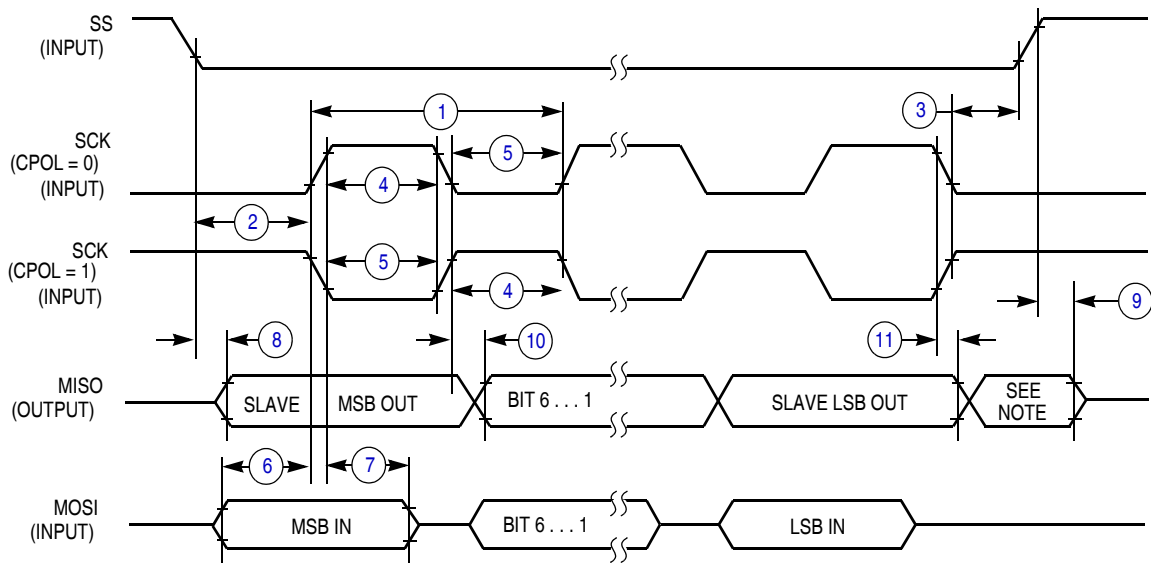 SS
(INPUT)
1
3
SCK
(CPOL = 0)
(INPUT)
5
4
2
SCK
(CPOL = 1)
(INPUT)
5
4
9
8
10
11
MISO
(OUTPUT)
SLAVE
MSB OUT
BIT 6 . . . 1
SLAVE LSB OUT
SEE
NOTE
6
7
MOSI
(INPUT)
MSB IN
BIT 6 . . . 1
LSB IN